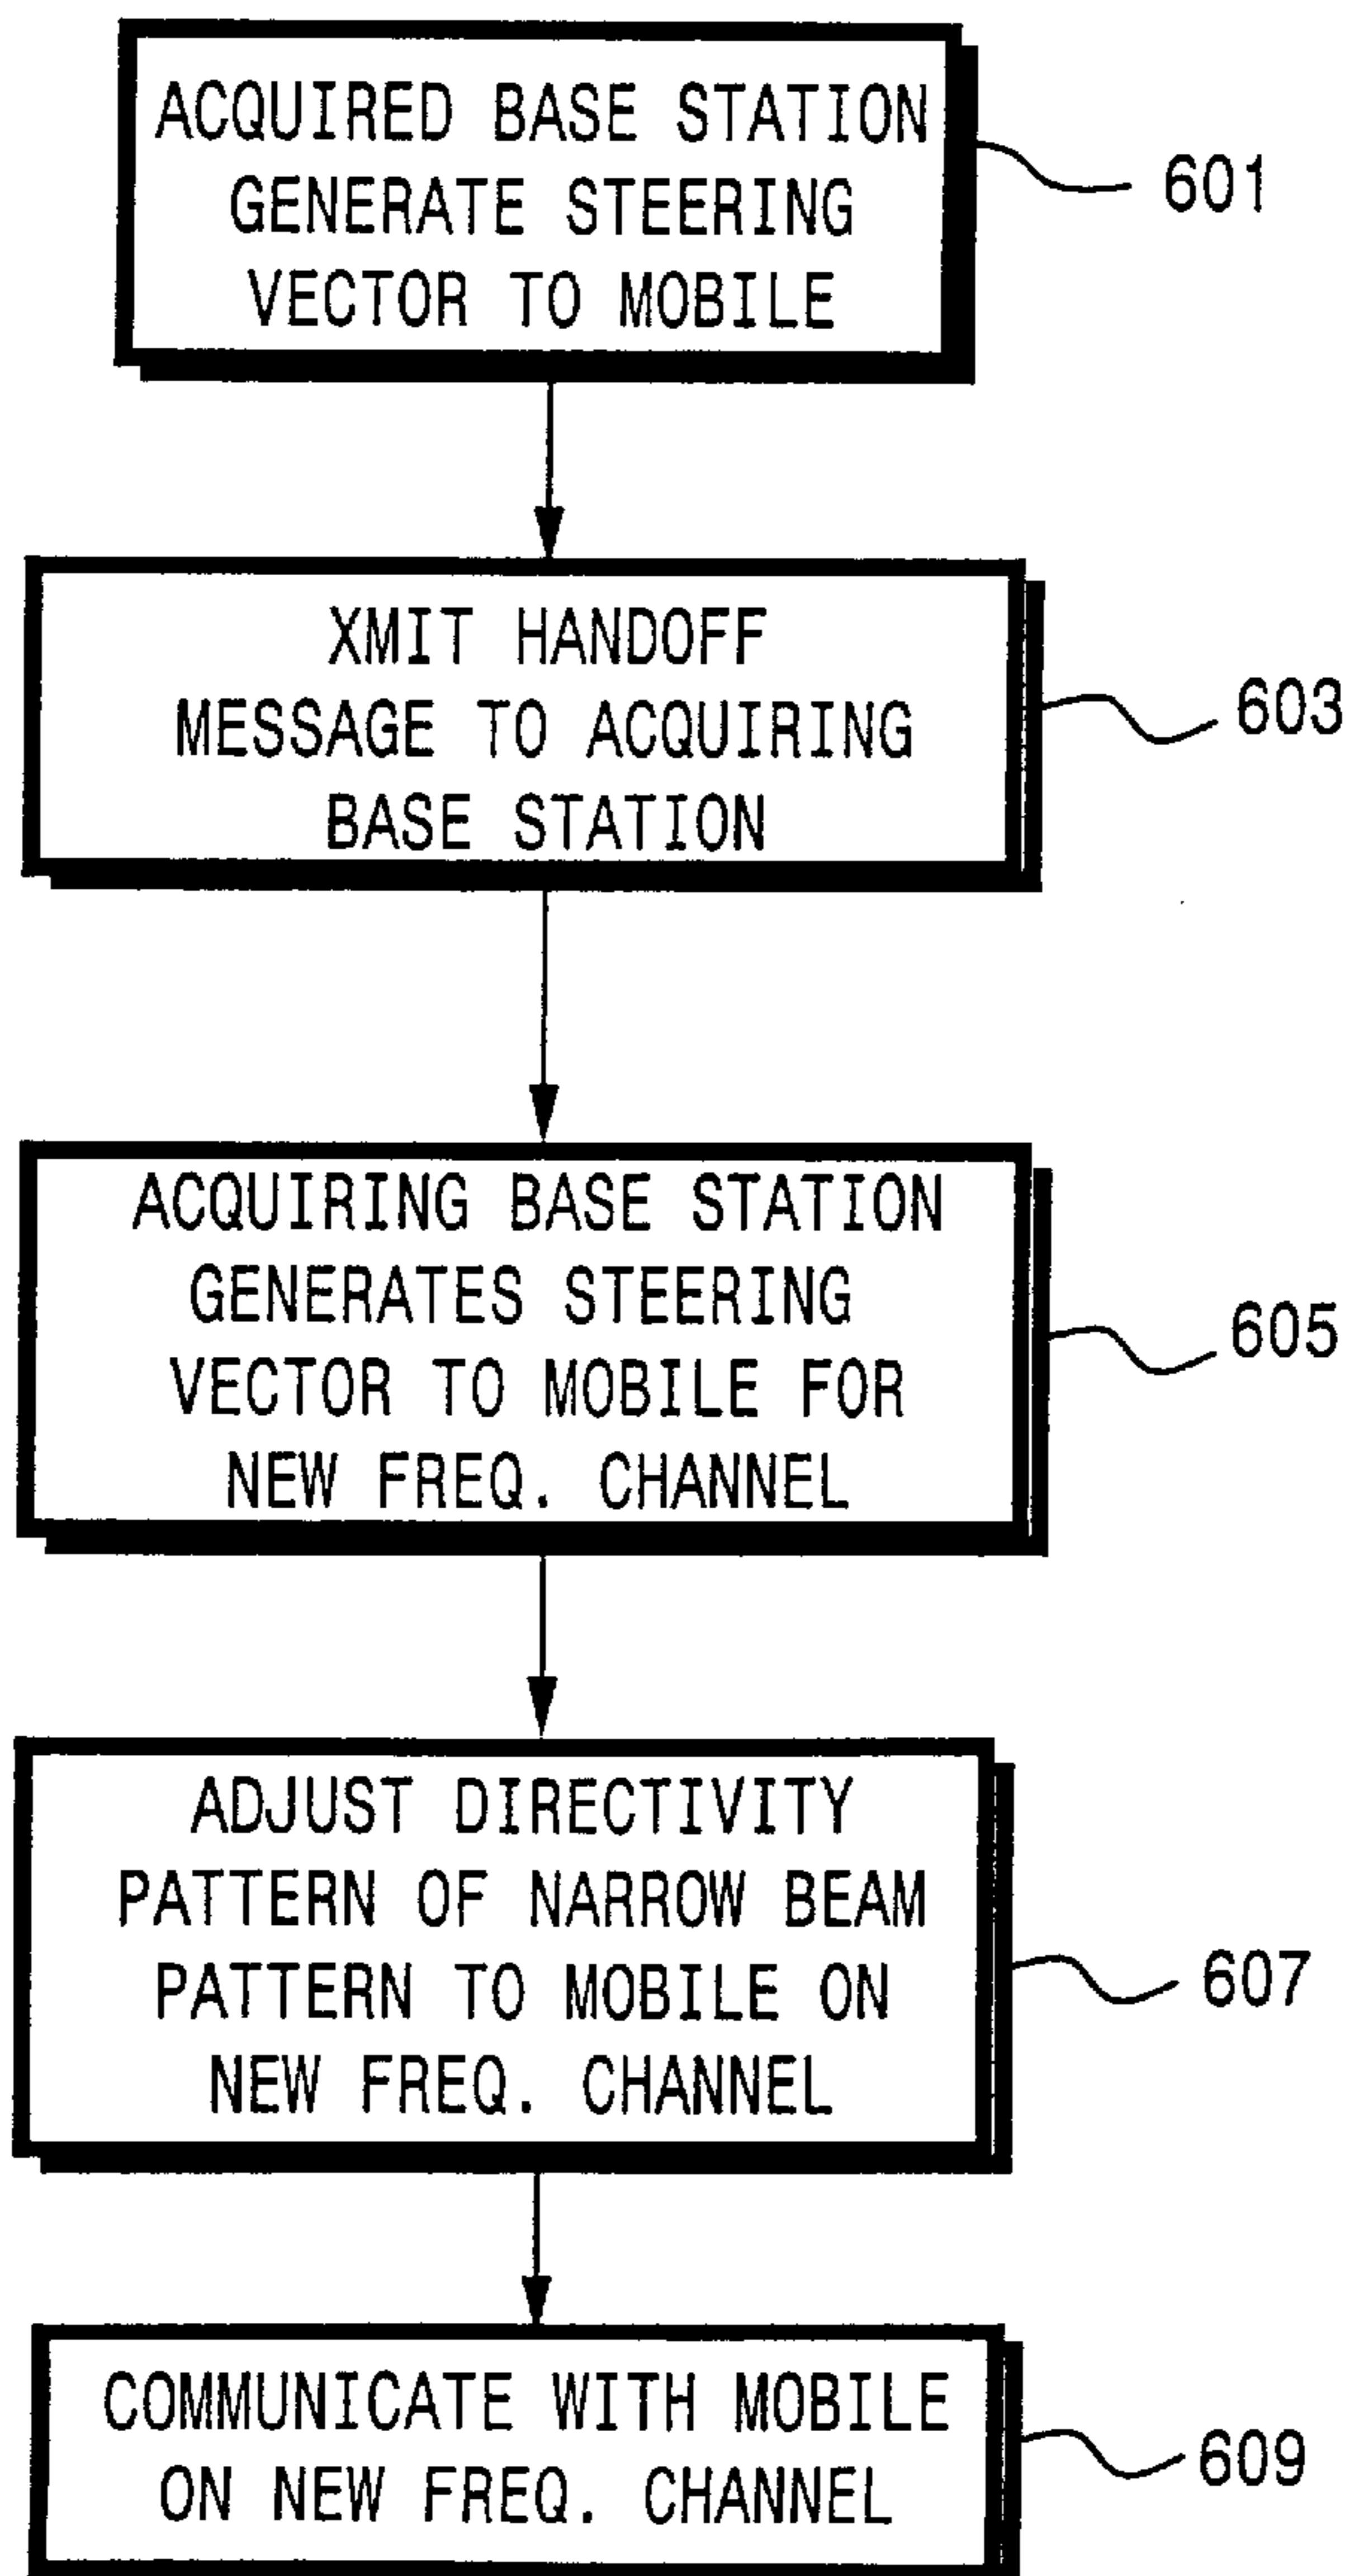 ACQUIRED BASE STATION
GENERATE STEERING
VECTOR TO MOBILE
601
XMIT HANDOFF
MESSAGE TO ACQUIRING
BASE STATION
603
ACQUIRING BASE STATION
GENERATES STEERING
VECTOR TO MOBILE FOR
NEW FREQ. CHANNEL
605
ADJUST DIRECTIVITY
PATTERN OF NARROW BEAM
PATTERN TO MOBILE ON
NEW FREQ. CHANNEL
607
COMMUNICATE WITH MOBILE
ON NEW FREQ. CHANNEL
609